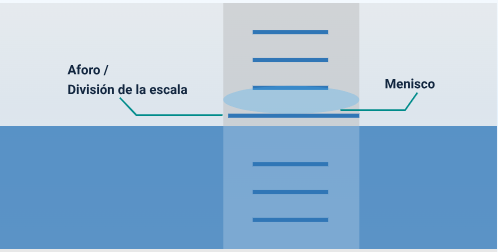 Aforo /
División de la escala
Menisco